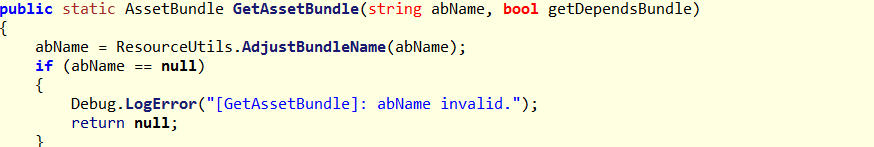 public static AssetBundle GetAssetBundle(string abName, bool getDependsBundle)
{
    abName = ResourceUtils.AdjustBundleName(abName);
    if (abName == null)
    {
        Debug.LogError("[GetAssetBundle]: abName invalid.");
        return null;
    }